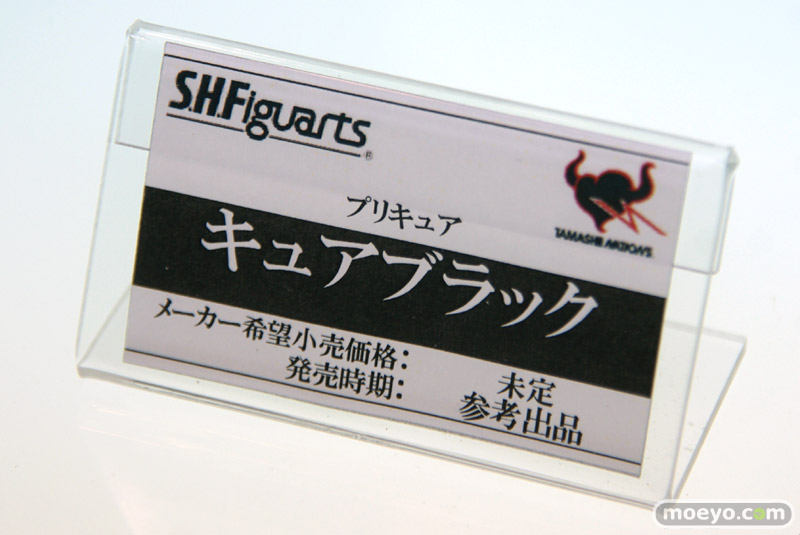 S.H.Figuarts®
TAMASHII NATIONS
プリキュア
キュアブラック
メーカー希望小売価格: 未定
発売時期: 参考出品
moeyo.com